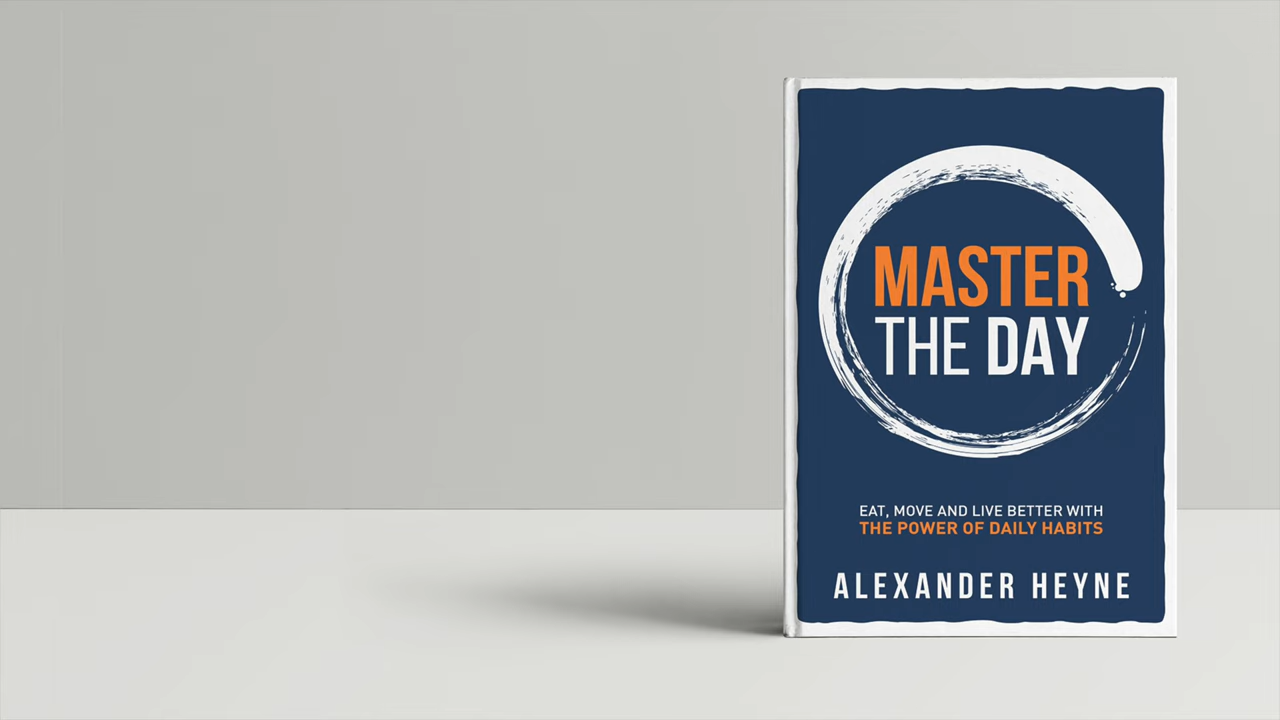 MASTER
THE DAY
EAT, MOVE AND LIVE BETTER WITH
THE POWER OF DAILY HABITS
ALEXANDER HEYNE